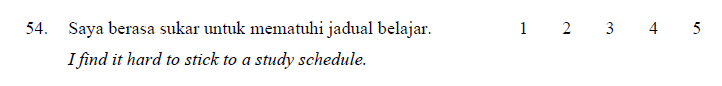 54. Saya berasa sukar untuk mematuhi jadual belajar. 1 2 3 4 5
I find it hard to stick to a study schedule.